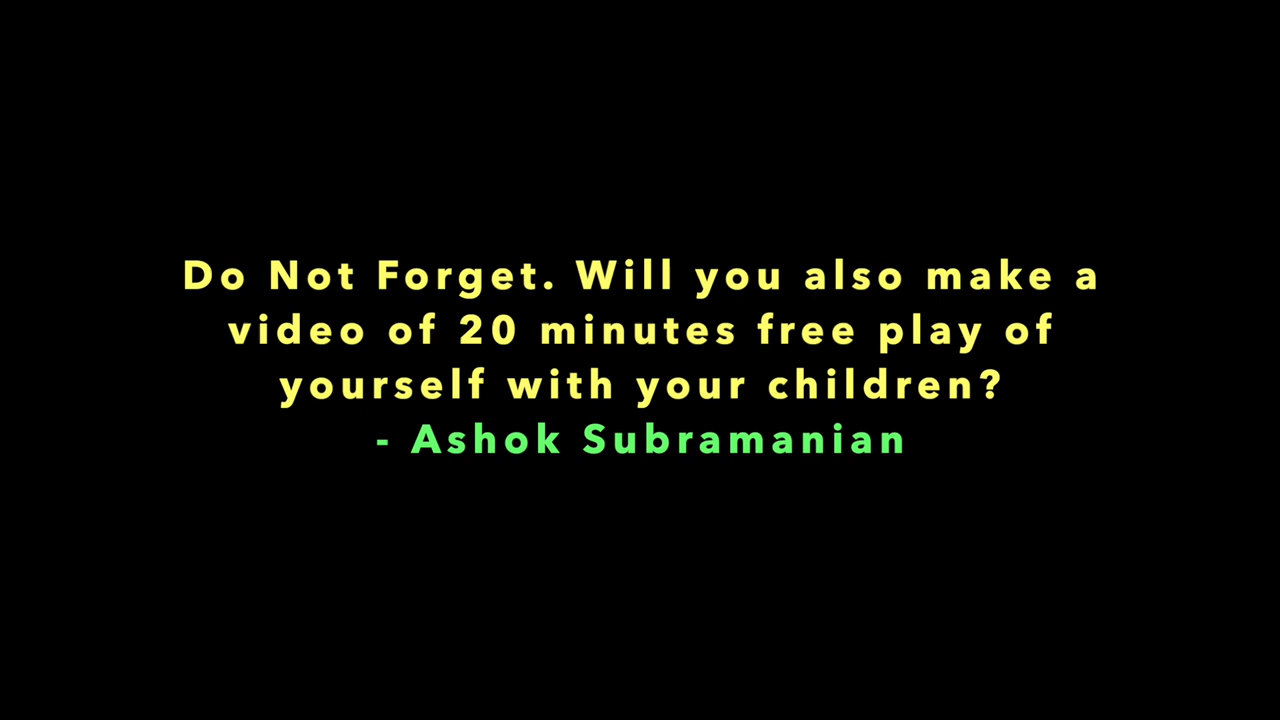 Do Not Forget. Will you also make a
video of 20 minutes free play of
yourself with your children?
- Ashok Subramanian